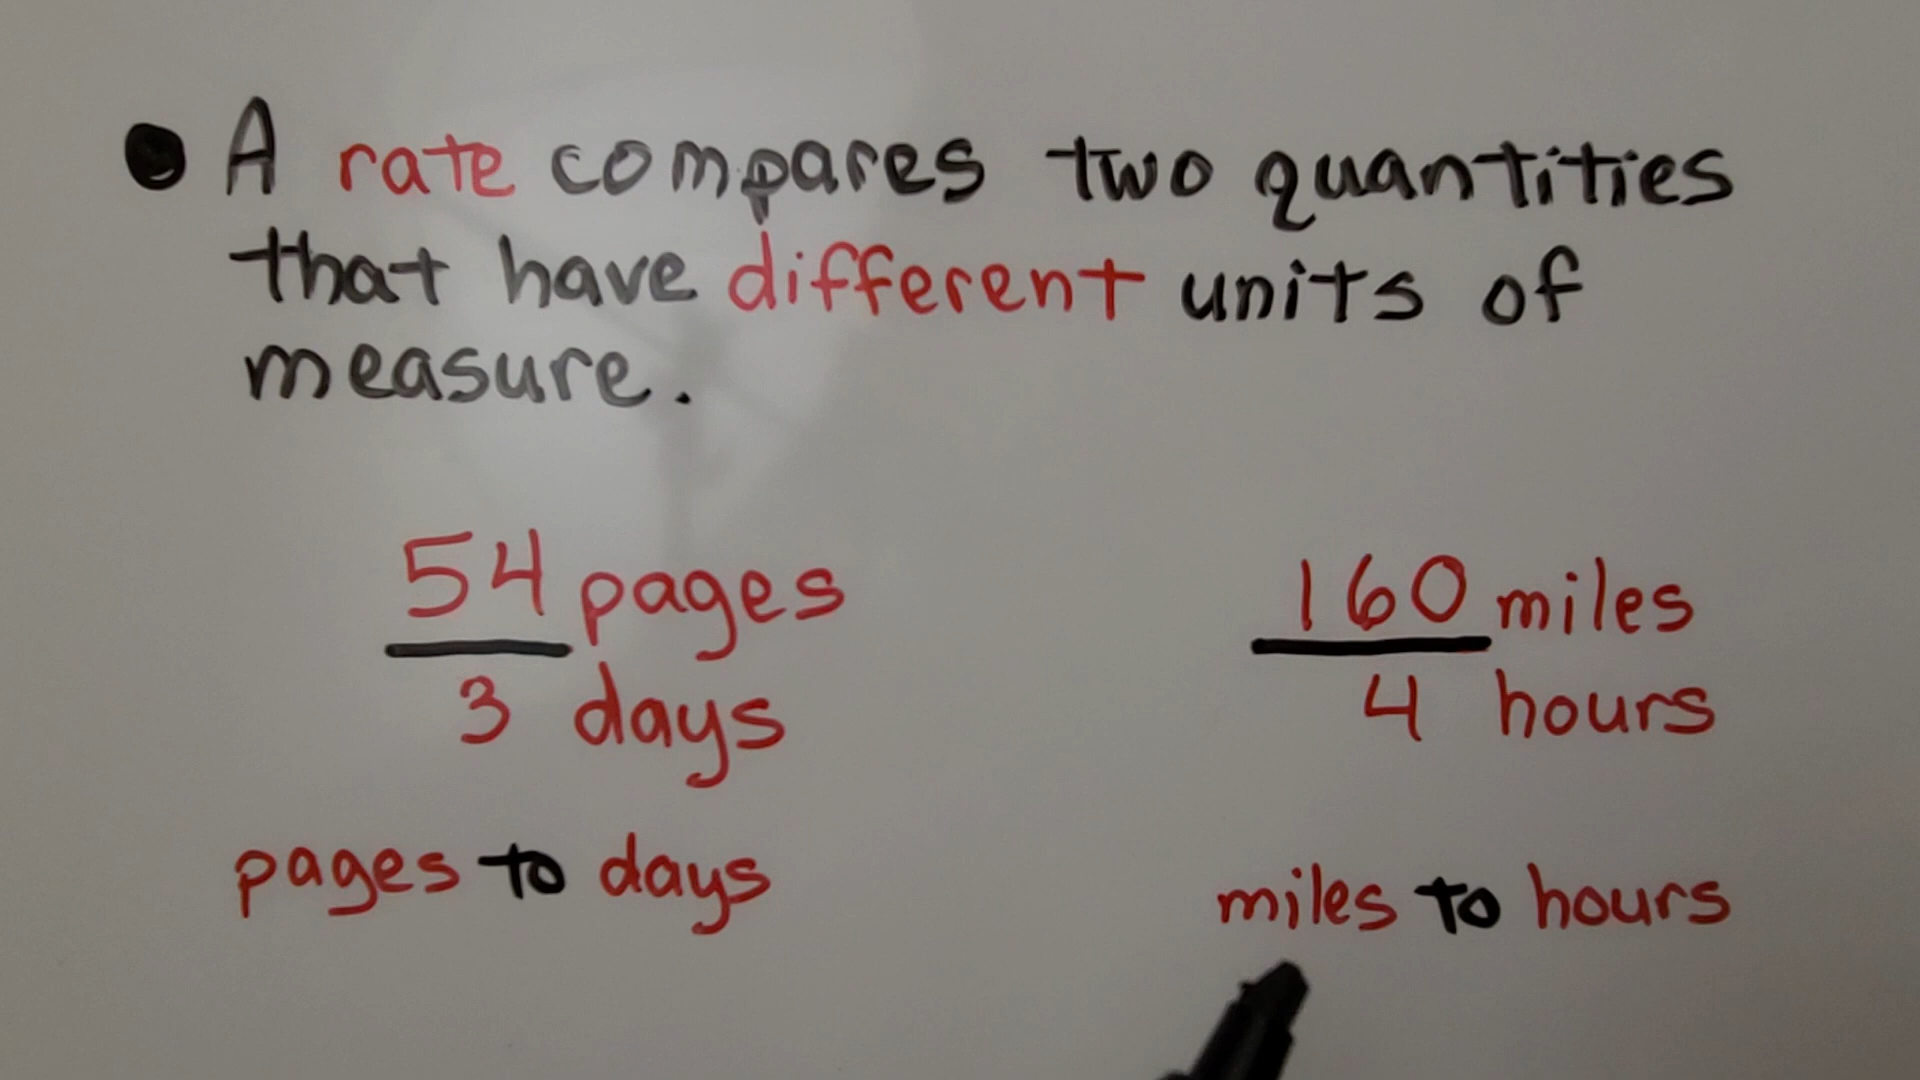 • A rate compares two quantities
that have different units of
measure.
54 pages
3 days
pages to days
160 miles
4 hours
miles to hours